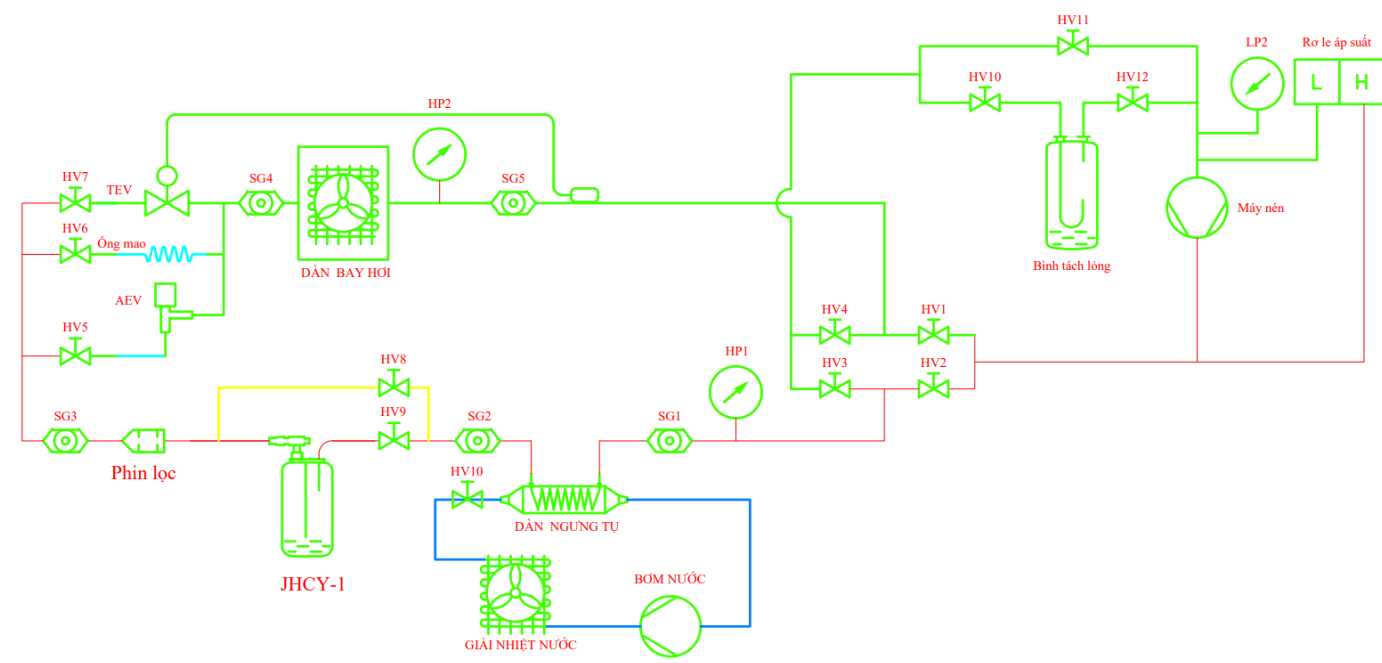 HV11
LP2
Rơ le áp suất
HV10
HV12
L
H
HP2
HV7
TEV
SG4
SG5
Máy nén
HV6
Ông mao
DÀN BAY HƠI
Bình tách lỏng
AEV
HV5
HV4
HV1
HP1
HV8
HV3
HV2
HV9
SG3
SG2
SG1
Phin lọc
HV10
DÀN NGƯNG TỤ
JHCY-1
BƠM NƯỚC
GIẢI NHIỆT NƯỚC